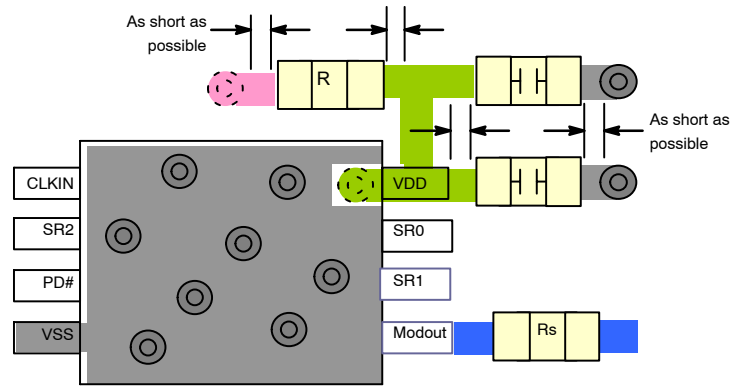 As short as
possible
R
As short as
possible
CLKIN
VDD
SR2
SR0
PD#
SR1
VSS
Modout
Rs